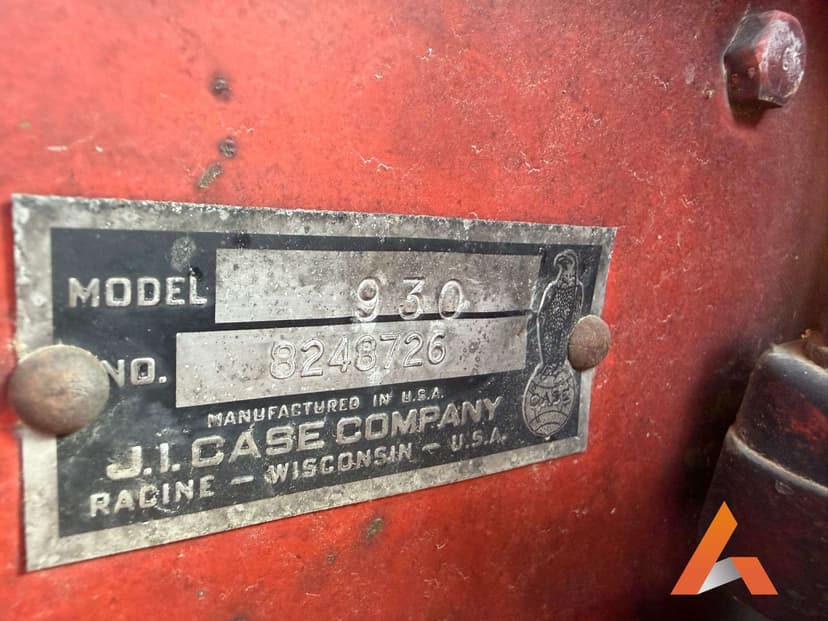 MODEL 930
NO. 8248726
MANUFACTURED IN U.S.A.
J.I. CASE COMPANY
RACINE - WISCONSIN - U.S.A.
CASE